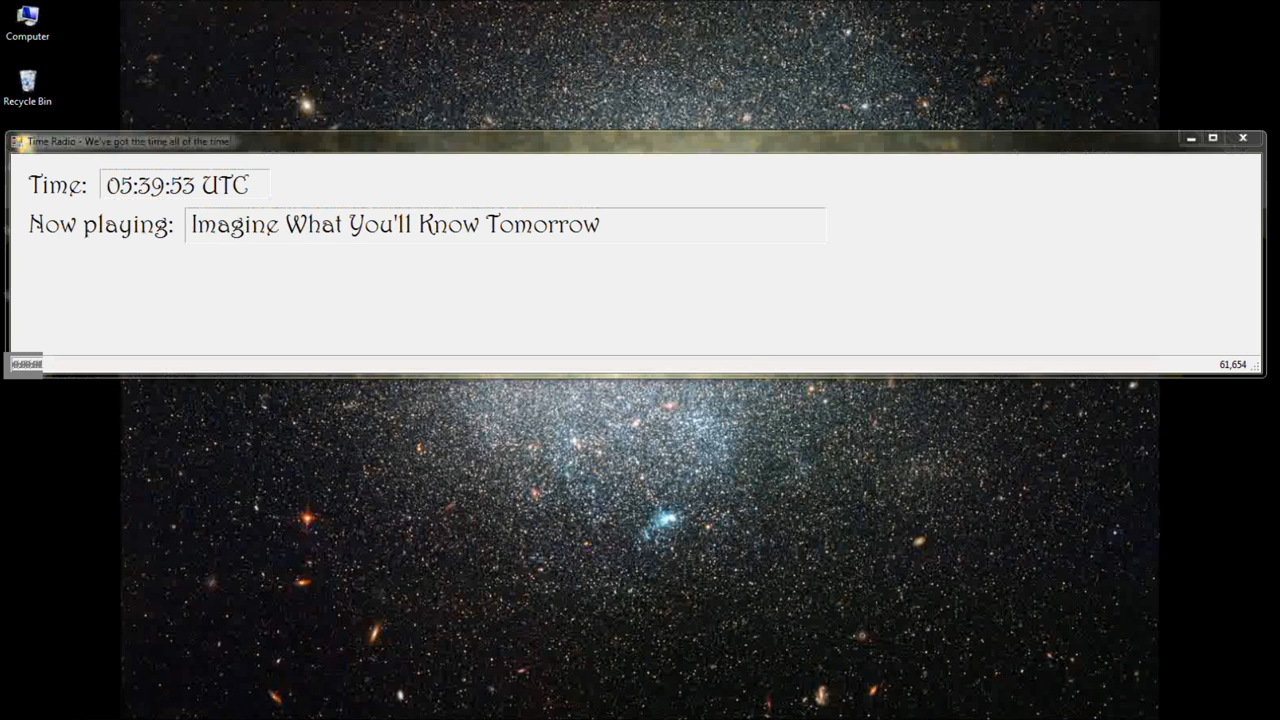 Computer
Recycle Bin
Time Radio - We've got the time all of the time!
Time: 05:39:53 UTC
Now playing: Imagine What You'll Know Tomorrow
61,654